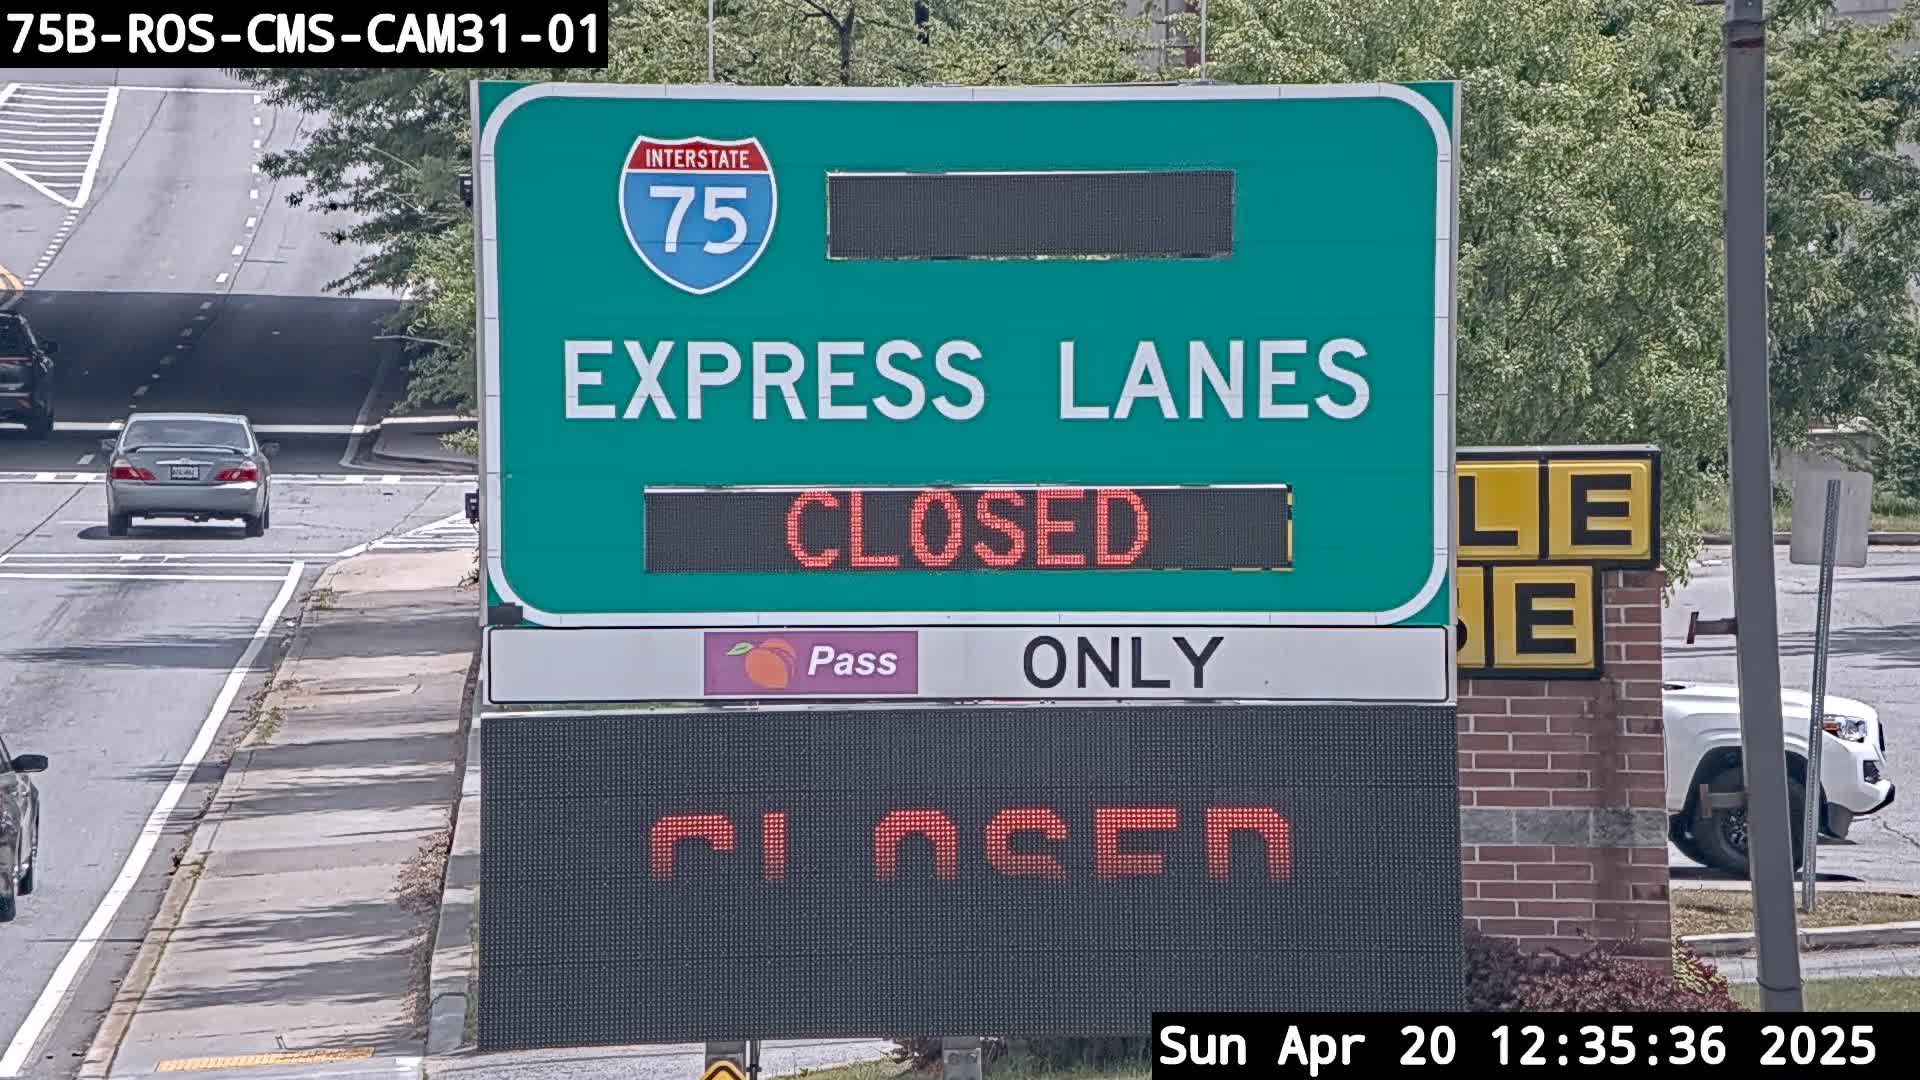 75B-ROS-CMS-CAM31-01
INTERSTATE
75
EXPRESS LANES
CLOSED
Pass ONLY
CLOSED
LE
E
Sun Apr 20 12:35:36 2025